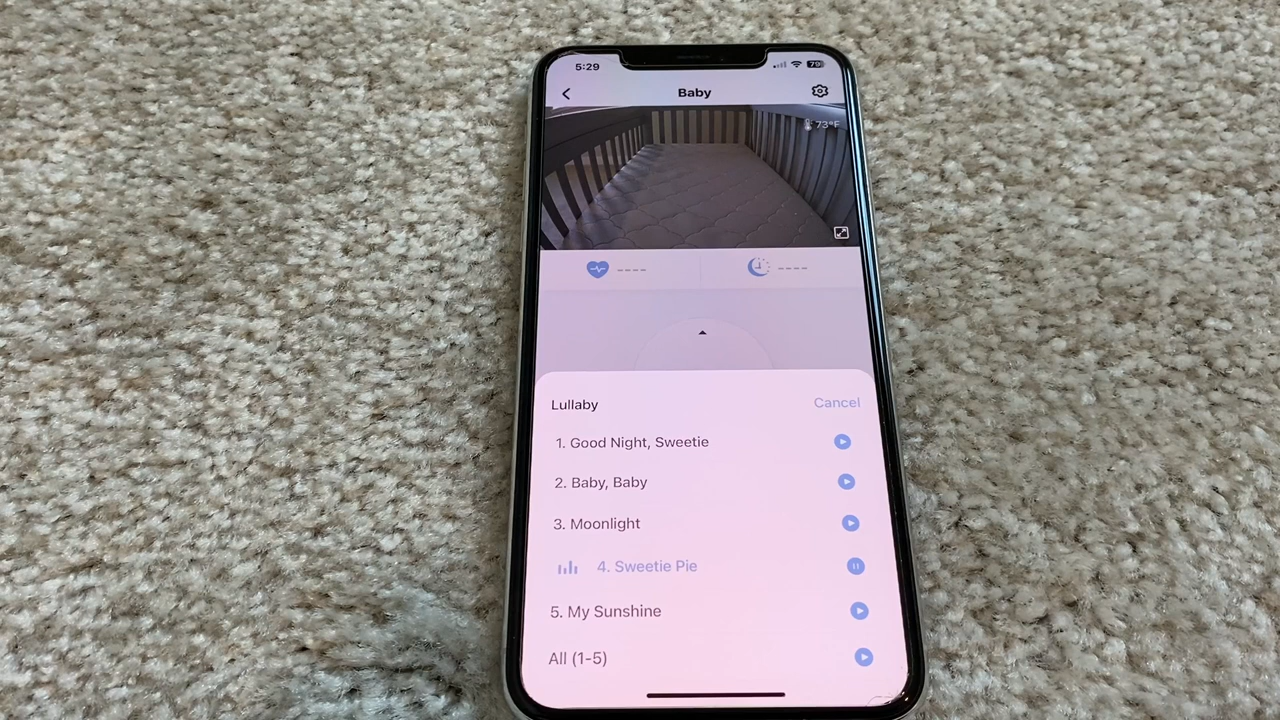 5:29
79
Baby
73°F
---- ----
Lullaby
Cancel
1. Good Night, Sweetie
2. Baby, Baby
3. Moonlight
4. Sweetie Pie
5. My Sunshine
All (1-5)